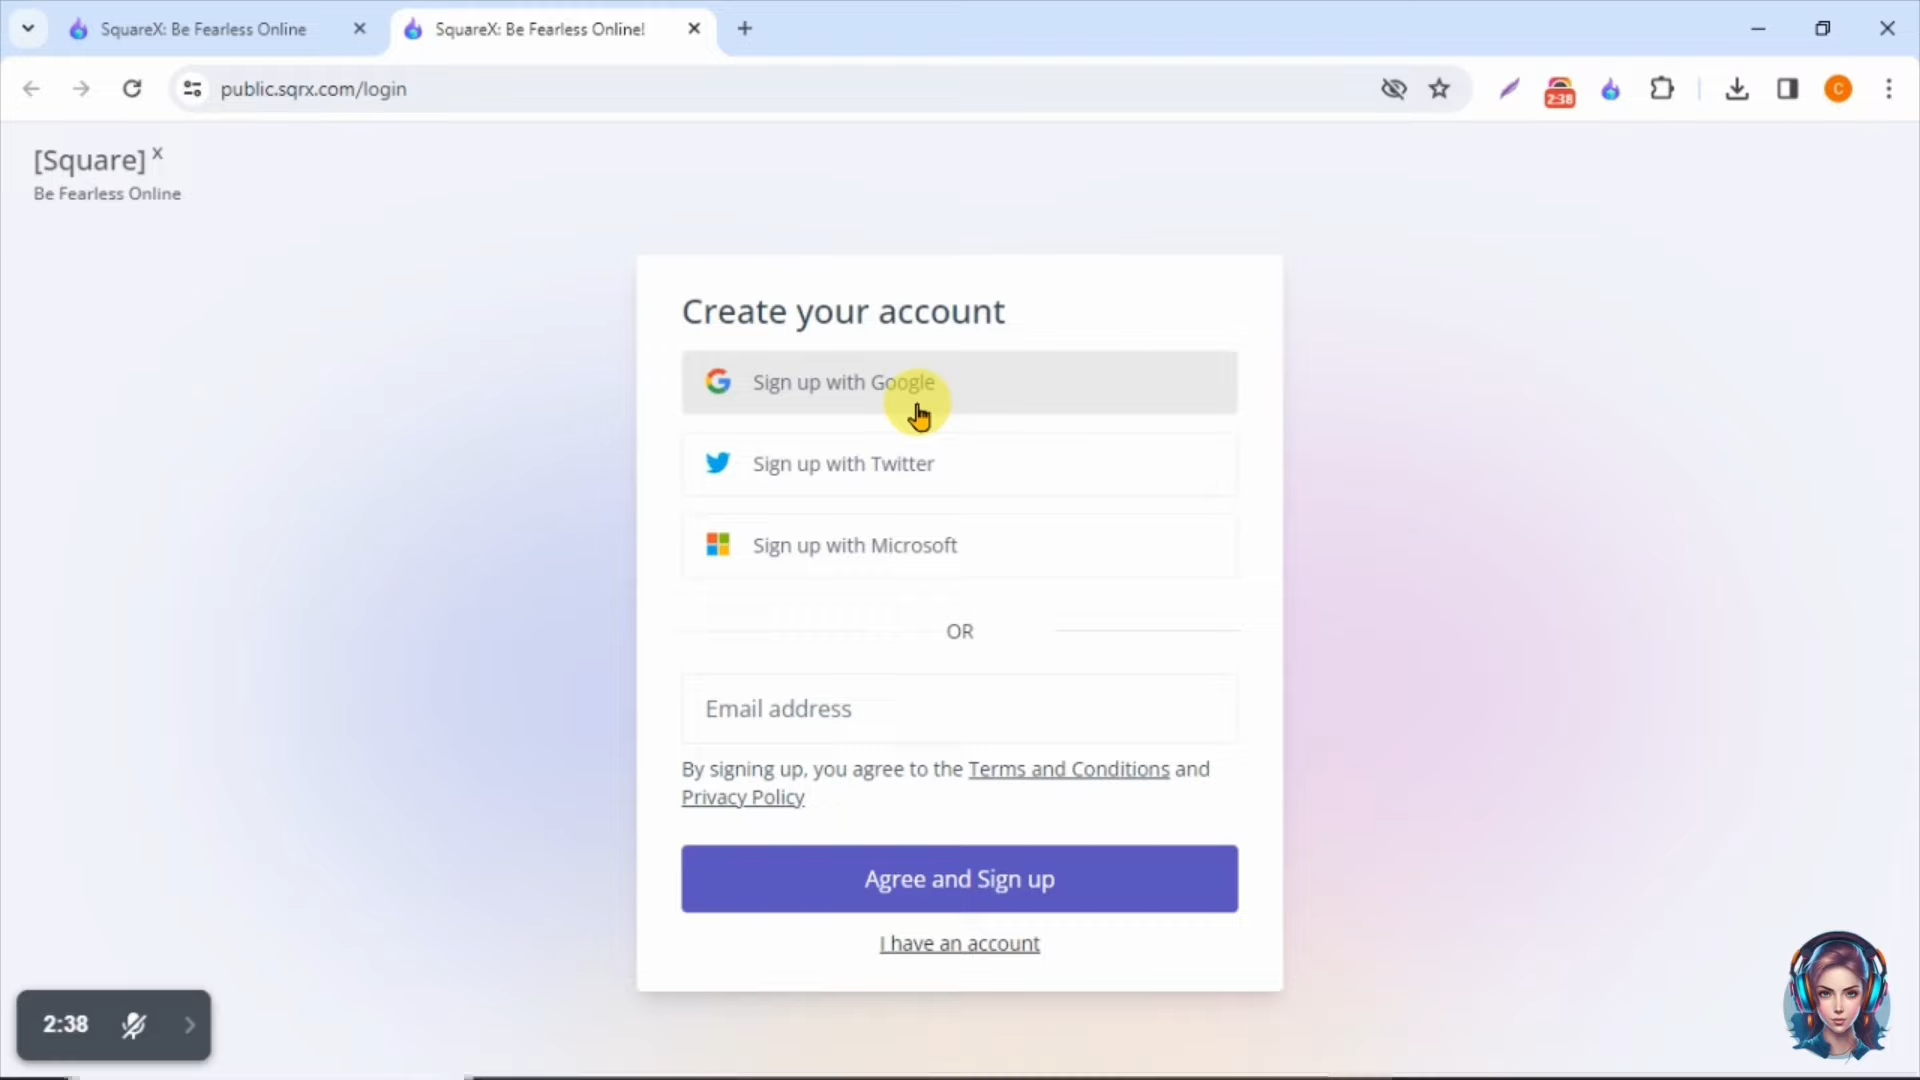 SquareX: Be Fearless Online
SquareX: Be Fearless Online!
public.sqrx.com/login
2:38
C
[Square] X
Be Fearless Online
Create your account
Sign up with Google
Sign up with Twitter
Sign up with Microsoft
OR
Email address
By signing up, you agree to the Terms and Conditions and
Privacy Policy
Agree and Sign up
I have an account
2:38